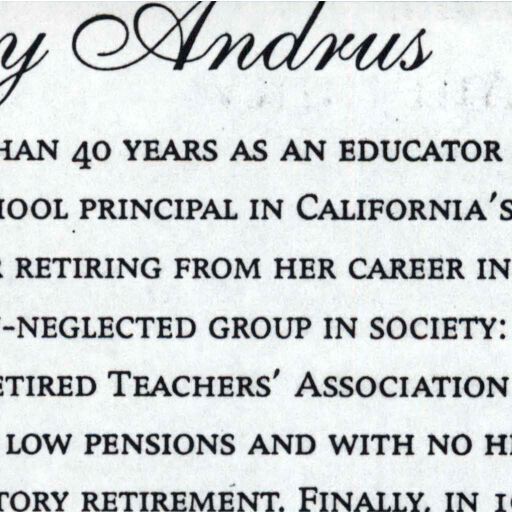 y Andrus
HAN 40 YEARS AS AN EDUCATOR
HOOL PRINCIPAL IN CALIFORNIA'S
R RETIRING FROM HER CAREER IN
-NEGLECTED GROUP IN SOCIETY:
ETIRED TEACHERS' ASSOCIATION
LOW PENSIONS AND WITH NO H
TORY RETIREMENT. FINALLY, IN 1